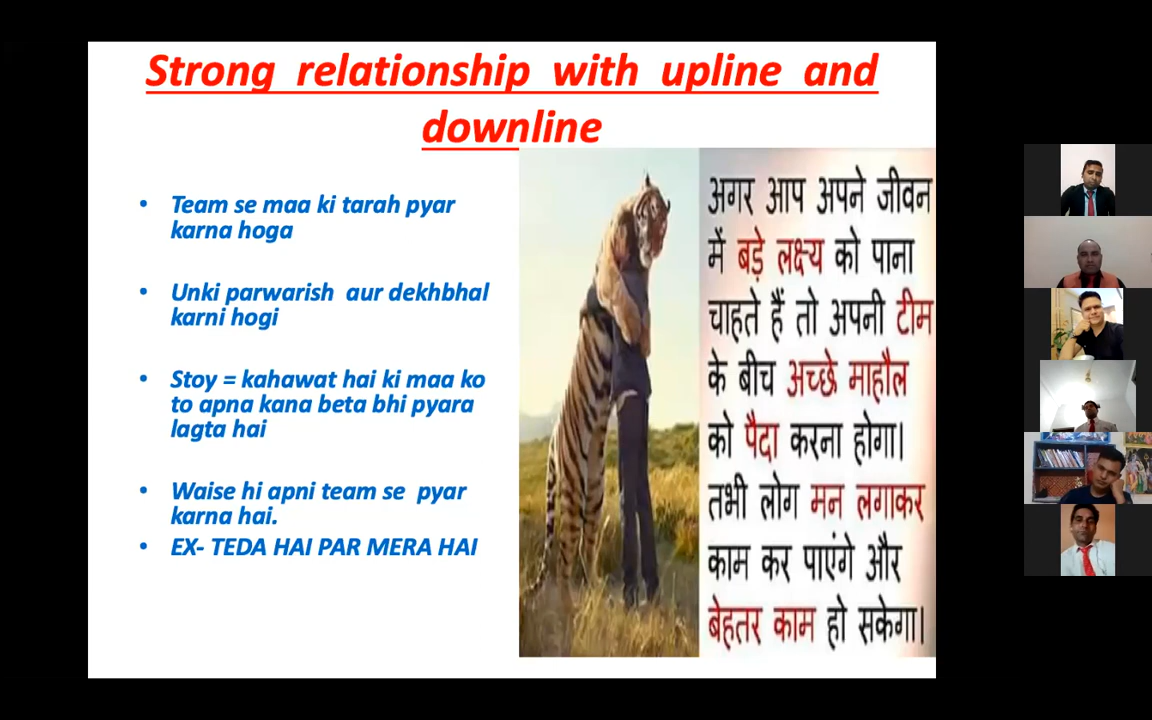 Strong relationship with upline and
downline
• Team se maa ki tarah pyar
karna hoga
• Unki parwarish aur dekhbhal
karni hogi
• Stoy = kahawat hai ki maa ko
to apna kana beta bhi pyara
lagta hai
• Waise hi apni team se pyar
karna hai.
• EX- TEDA HAI PAR MERA HAI
अगर आप अपने जीवन
में बड़े लक्ष्य को पाना
चाहते हैं तो अपनी टीम
के बीच अच्छे माहौल
को पैदा करना होगा।
तभी लोग मन लगाकर
काम कर पाएंगे और
बेहतर काम हो सकेगा।